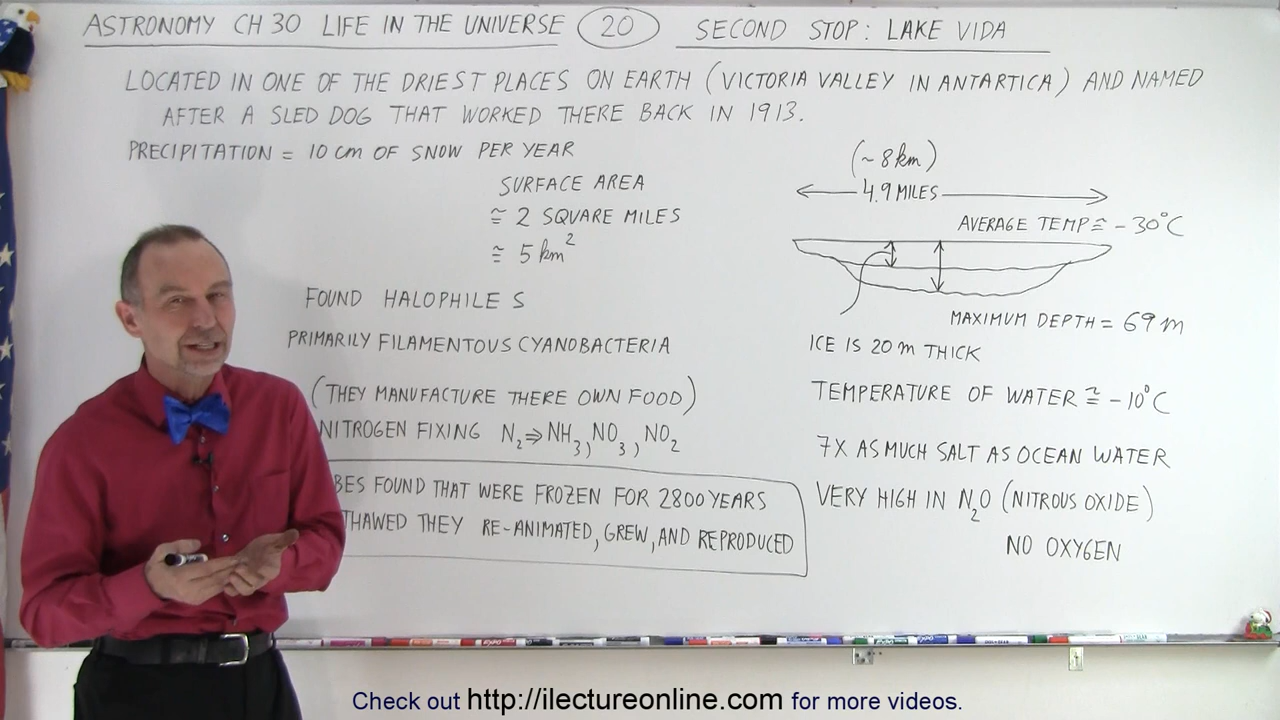 ASTRONOMY CH 30 LIFE IN THE UNIVERSE 20 SECOND STOP: LAKE VIDA
LOCATED IN ONE OF THE DRIEST PLACES ON EARTH (VICTORIA VALLEY IN ANTARTICA) AND NAMED
AFTER A SLED DOG THAT WORKED THERE BACK IN 1913.
PRECIPITATION = 10 cm OF SNOW PER YEAR
SURFACE AREA
≅ 2 SQUARE MILES
≅ 5 km²
FOUND HALOPHILES
PRIMARILY FILAMENTOUS CYANOBACTERIA
(THEY MANUFACTURE THERE OWN FOOD)
NITROGEN FIXING N₂ ⇒ NH₃, NO₃, NO₂
BES FOUND THAT WERE FROZEN FOR 2800 YEARS
THAWED THEY RE-ANIMATED, GREW, AND REPRODUCED
(~8km)
4.9 MILES
AVERAGE TEMP ≅ -30°C
MAXIMUM DEPTH = 69 m
ICE IS 20 m THICK
TEMPERATURE OF WATER ≅ -10°C
7X AS MUCH SALT AS OCEAN WATER
VERY HIGH IN N₂O (NITROUS OXIDE)
NO OXYGEN
Check out http://ilectureonline.com for more videos.